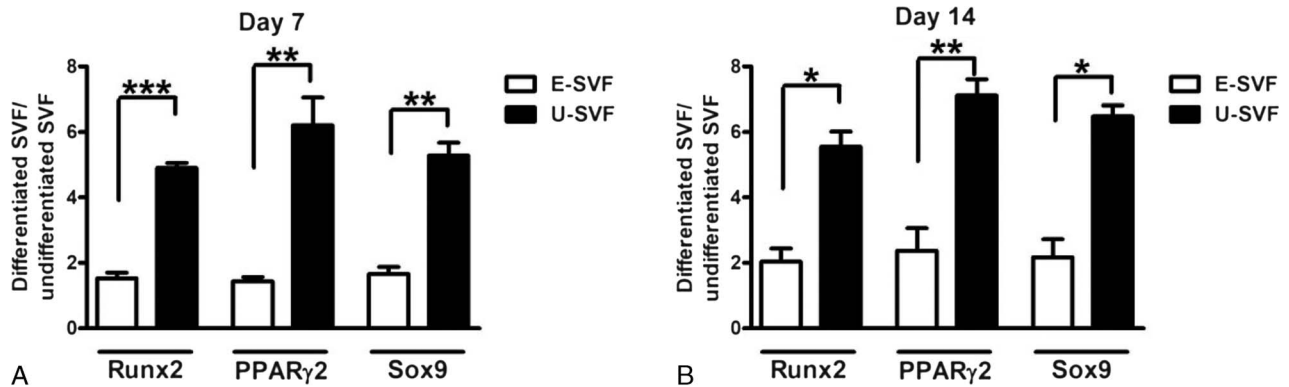 Day 7
Differentiated SVF/
undifferentiated SVF
8
6
4
2
0
***
**
**
E-SVF
U-SVF
Runx2
PPARγ2
Sox9
A
Day 14
Differentiated SVF/
undifferentiated SVF
8
6
4
2
0
*
**
*
E-SVF
U-SVF
Runx2
PPARγ2
Sox9
B